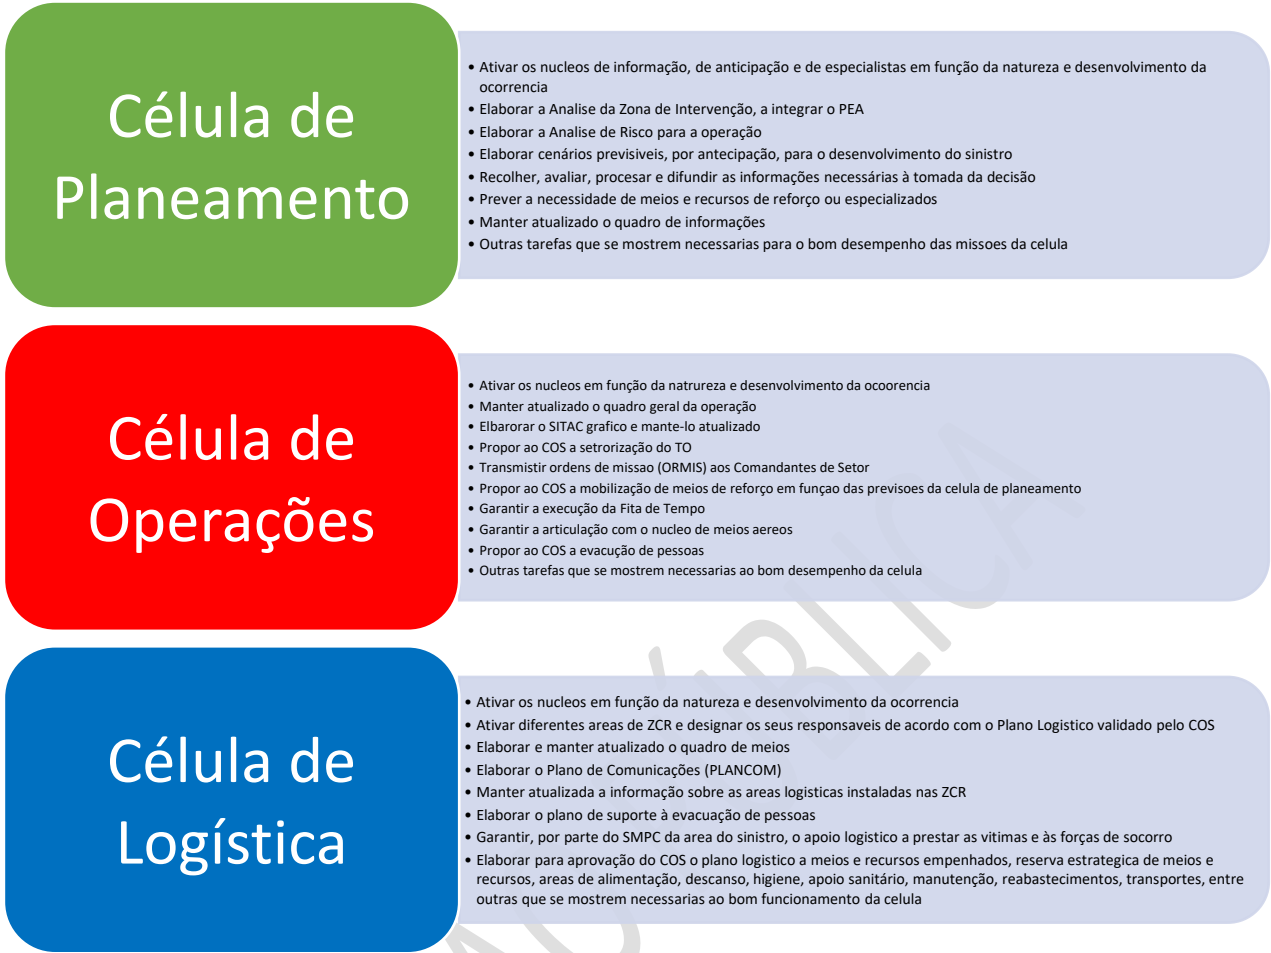 Célula de
Planeamento
• Ativar os nucleos de informação, de anticipação e de especialistas em função da natureza e desenvolvimento da
ocorrencia
• Elaborar a Analise da Zona de Intervenção, a integrar o PEA
• Elaborar a Analise de Risco para a operação
• Elaborar cenários previsiveis, por antecipação, para o desenvolvimento do sinistro
• Recolher, avaliar, procesar e difundir as informações necessárias à tomada da decisão
• Prever a necessidade de meios e recursos de reforço ou especializados
• Manter atualizado o quadro de informações
• Outras tarefas que se mostrem necessarias para o bom desempenho das missoes da celula
Célula de
Operações
• Ativar os nucleos em função da natrureza e desenvolvimento da ocoorencia
• Manter atualizado o quadro geral da operação
• Elbarorar o SITAC grafico e mante-lo atualizado
• Propor ao COS a setrorização do TO
• Transmistir ordens de missao (ORMIS) aos Comandantes de Setor
• Propor ao COS a mobilização de meios de reforço em funçao das previsoes da celula de planeamento
• Garantir a execução da Fita de Tempo
• Garantir a articulação com o nucleo de meios aereos
• Propor ao COS a evacução de pessoas
• Outras tarefas que se mostrem necessarias ao bom desempenho da celula
Célula de
Logística
• Ativar os nucleos em função da natureza e desenvolvimento da ocorrencia
• Ativar diferentes areas de ZCR e designar os seus responsaveis de acordo com o Plano Logistico validado pelo COS
• Elaborar e manter atualizado o quadro de meios
• Elaborar o Plano de Comunicações (PLANCOM)
• Manter atualizada a informação sobre as areas logisticas instaladas nas ZCR
• Elaborar o plano de suporte à evacuação de pessoas
• Garantir, por parte do SMPC da area do sinistro, o apoio logistico a prestar as vitimas e às forças de socorro
• Elaborar para aprovação do COS o plano logistico a meios e recursos empenhados, reserva estrategica de meios e
recursos, areas de alimentação, descanso, higiene, apoio sanitário, manutenção, reabastecimentos, transportes, entre
outras que se mostrem necessarias ao bom funcionamento da celula